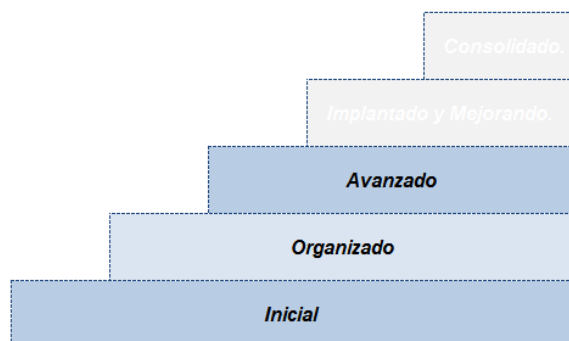 Consolidado.
Implantado y Mejorando.
Avanzado
Organizado
Inicial